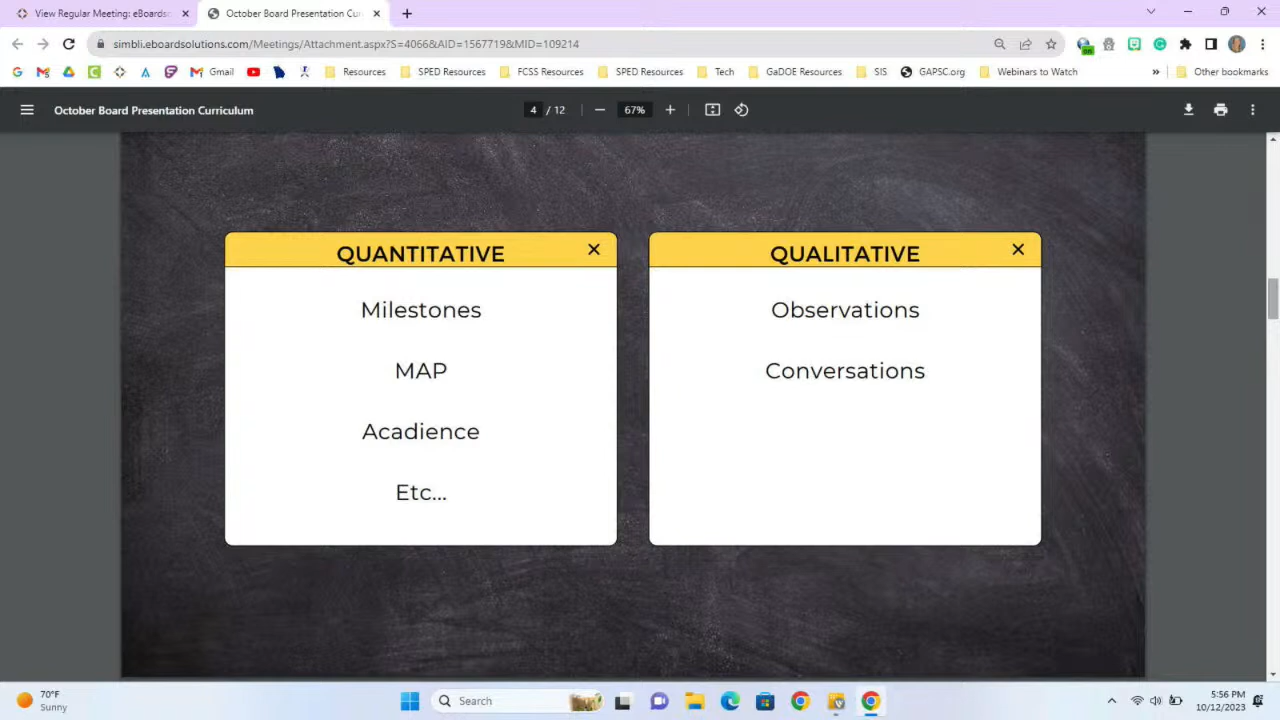 View Regular Meeting: eBoardso
October Board Presentation Cur
simbli.eboardsolutions.com/Meetings/Attachment.aspx?S=4066&AID=1567719&MID=109214
Gmail
Resources
SPED Resources
FCSS Resources
SPED Resources
Tech
GaDOE Resources
SIS
GAPSC.org
Webinars to Watch
»
Other bookmarks
October Board Presentation Curriculum
4 / 12
67%
QUANTITATIVE
Milestones
MAP
Acadience
Etc...
QUALITATIVE
Observations
Conversations
70°F
Sunny
Search
5:56 PM
10/12/2023